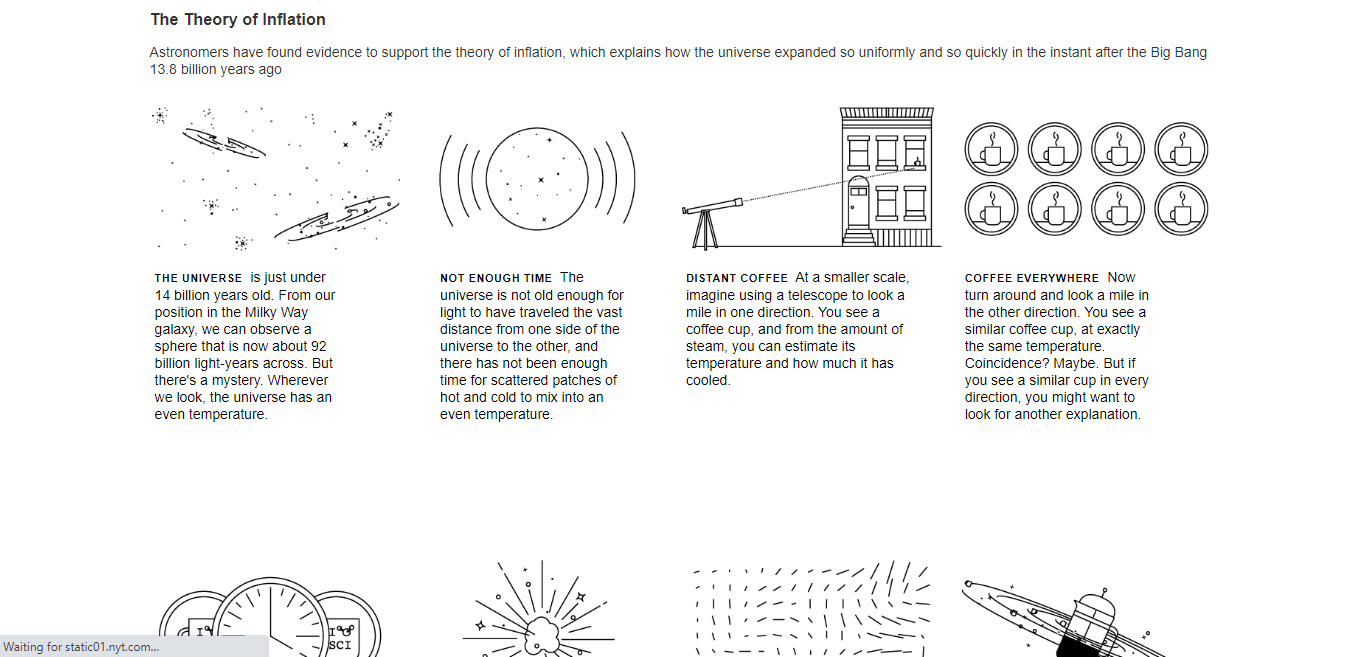 The Theory of Inflation
Astronomers have found evidence to support the theory of inflation, which explains how the universe expanded so uniformly and so quickly in the instant after the Big Bang
13.8 billion years ago
THE UNIVERSE is just under
14 billion years old. From our
position in the Milky Way
galaxy, we can observe a
sphere that is now about 92
billion light-years across. But
there's a mystery. Wherever
we look, the universe has an
even temperature.
NOT ENOUGH TIME The
universe is not old enough for
light to have traveled the vast
distance from one side of the
universe to the other, and
there has not been enough
time for scattered patches of
hot and cold to mix into an
even temperature.
DISTANT COFFEE At a smaller scale,
imagine using a telescope to look a
mile in one direction. You see a
coffee cup, and from the amount of
steam, you can estimate its
temperature and how much it has
cooled.
COFFEE EVERYWHERE Now
turn around and look a mile in
the other direction. You see a
similar coffee cup, at exactly
the same temperature.
Coincidence? Maybe. But if
you see a similar cup in every
direction, you might want to
look for another explanation.
I
I
SCI
Waiting for static01.nyt.com...